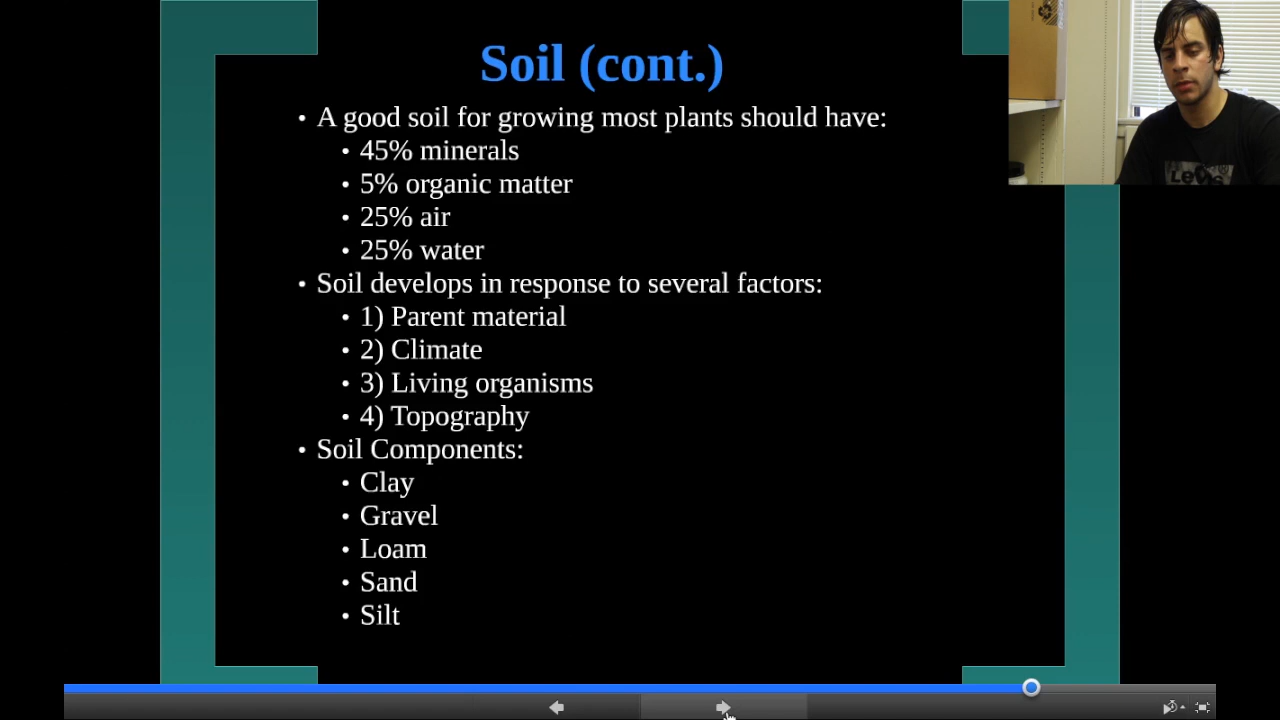 Soil (cont.)
• A good soil for growing most plants should have:
• 45% minerals
• 5% organic matter
• 25% air
• 25% water
• Soil develops in response to several factors:
• 1) Parent material
• 2) Climate
• 3) Living organisms
• 4) Topography
• Soil Components:
• Clay
• Gravel
• Loam
• Sand
• Silt
Levi's